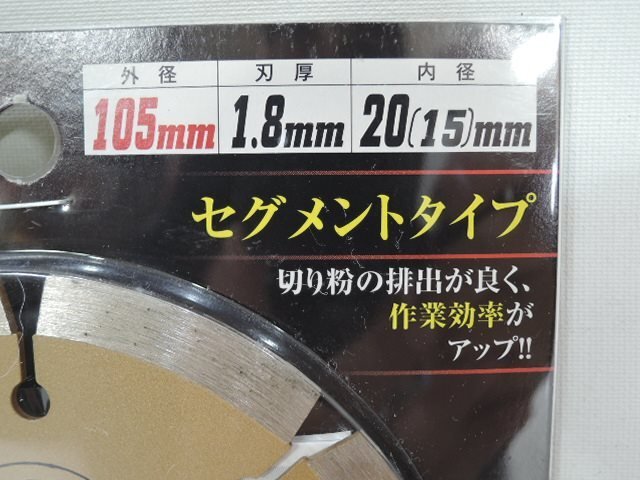 外径 刃厚 内径
105mm 1.8mm 20(15)mm
セグメントタイプ
切り粉の排出が良く、
作業効率が
アップ!!